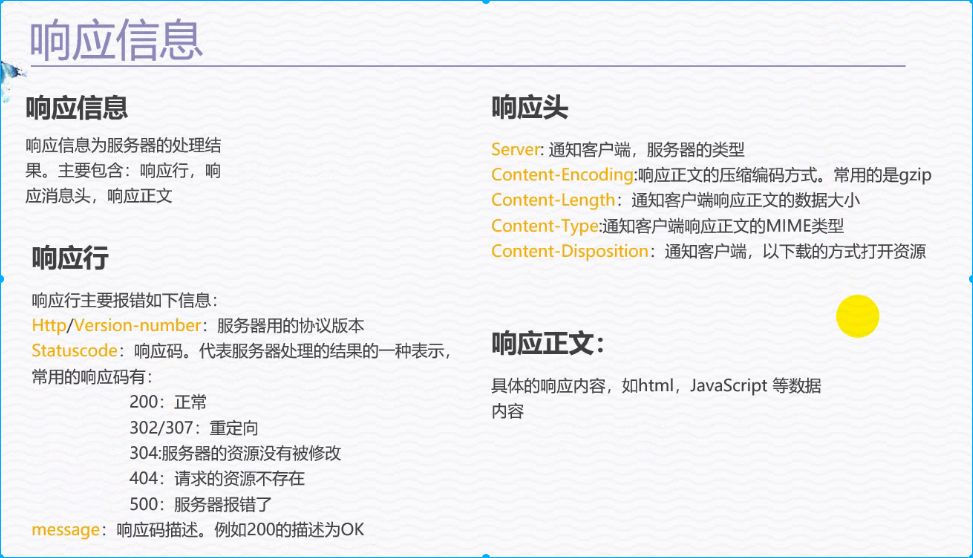 响应信息
响应信息
响应信息为服务器的处理结
果。主要包含：响应行，响
应消息头，响应正文
响应行
响应行主要报错如下信息：
Http/Version-number：服务器用的协议版本
Statuscode：响应码。代表服务器处理的结果的一种表示，
常用的响应码有：
200：正常
302/307：重定向
304:服务器的资源没有被修改
404：请求的资源不存在
500：服务器报错了
message：响应码描述。例如200的描述为OK
响应头
Server: 通知客户端，服务器的类型
Content-Encoding:响应正文的压缩编码方式。常用的是gzip
Content-Length：通知客户端响应正文的数据大小
Content-Type:通知客户端响应正文的MIME类型
Content-Disposition：通知客户端，以下载的方式打开资源
响应正文：
具体的响应内容，如html，JavaScript 等数据
内容